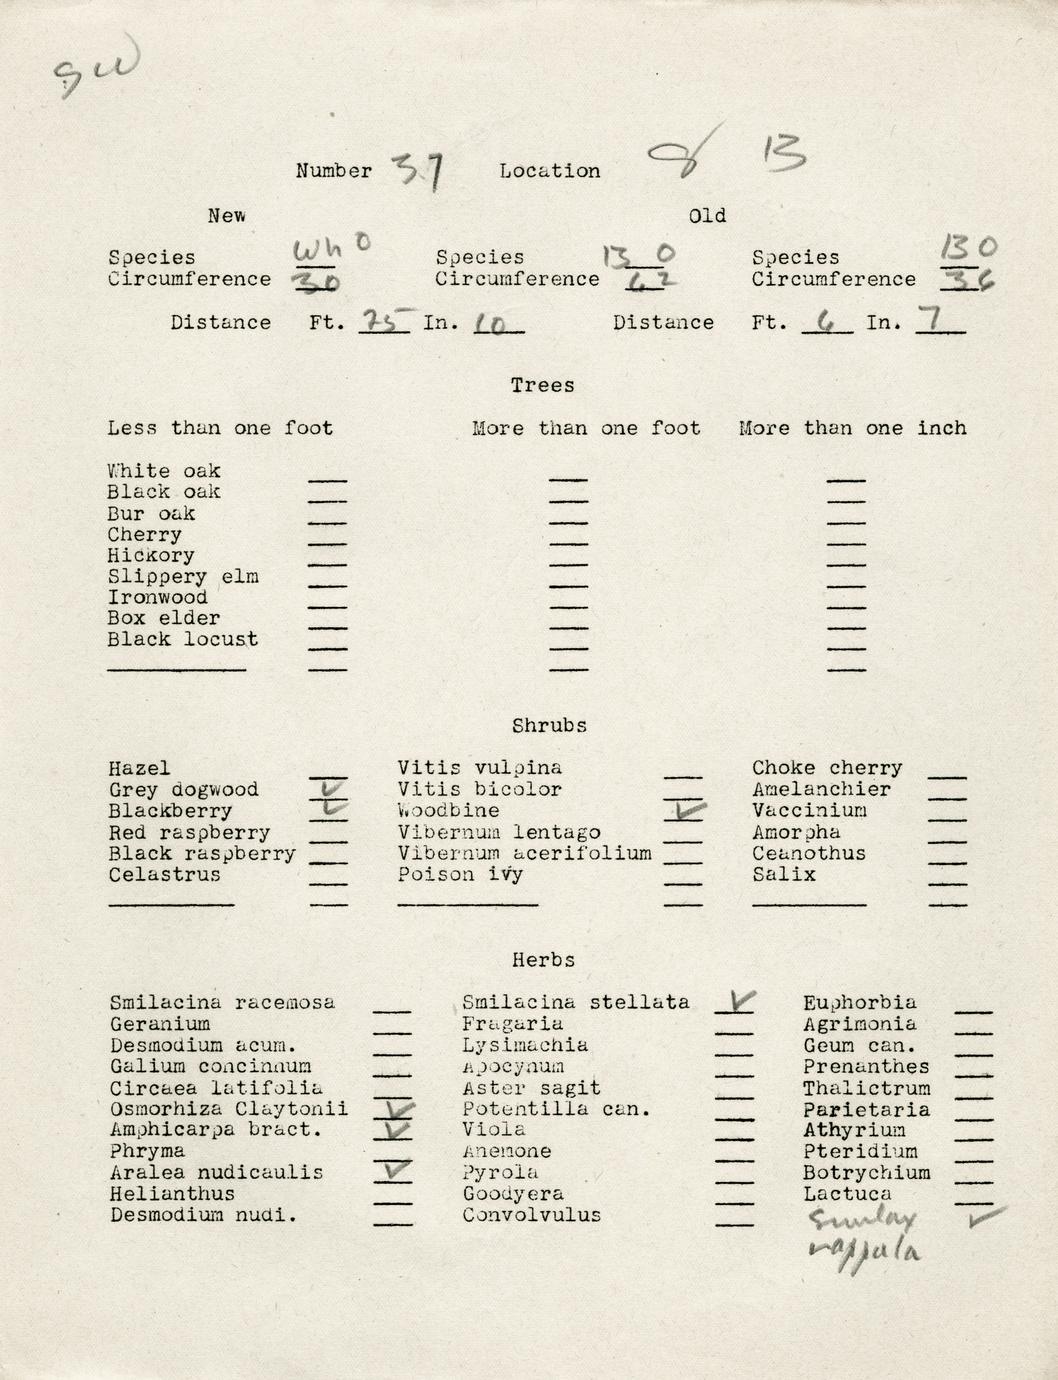 SW
Number 37 Location 8 B
New Old
Species Wh O Species B O Species B O
Circumference 30 Circumference 62 Circumference 36
Distance Ft. 25 In. 10 Distance Ft. 6 In. 7
Trees
Less than one foot More than one foot More than one inch
White oak
Black oak
Bur oak
Cherry
Hickory
Slippery elm
Ironwood
Box elder
Black locust
Shrubs
Hazel Vitis vulpina Choke cherry
Grey dogwood ✓ Vitis bicolor Amelanchier
Blackberry ✓ Woodbine ✓ Vaccinium
Red raspberry Vibernum lentago Amorpha
Black raspberry Vibernum acerifolium Ceanothus
Celastrus Poison ivy Salix
Herbs
Smilacina racemosa Smilacina stellata ✓ Euphorbia
Geranium Fragaria Agrimonia
Desmodium acum. Lysimachia Geum can.
Galium concinnum Apocynum Prenanthes
Circaea latifolia Aster sagit Thalictrum
Osmorhiza Claytonii ✓ Potentilla can. Parietaria
Amphicarpa bract. ✓ Viola Athyrium
Phryma Anemone Pteridium
Aralea nudicaulis ✓ Pyrola Botrychium
Helianthus Goodyera Lactuca
Desmodium nudi. Convolvulus Smilax ✓